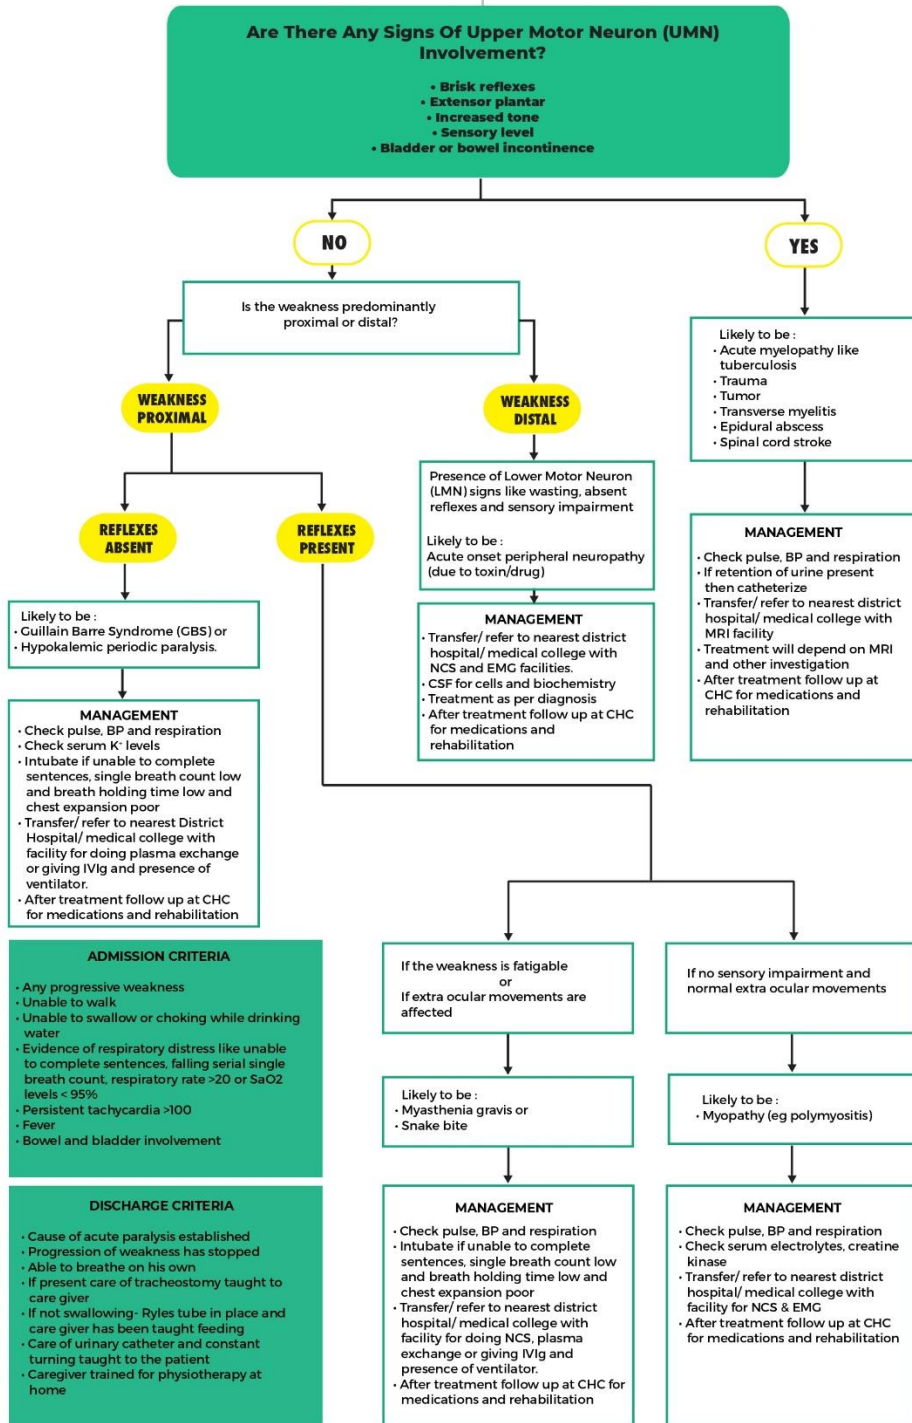 Are There Any Signs Of Upper Motor Neuron (UMN)
Involvement?
• Brisk reflexes
• Extensor plantar
• Increased tone
• Sensory level
• Bladder or bowel incontinence
NO
YES
Is the weakness predominantly
proximal or distal?
Likely to be :
• Acute myelopathy like
tuberculosis
• Trauma
• Tumor
• Transverse myelitis
• Epidural abscess
• Spinal cord stroke
WEAKNESS
PROXIMAL
WEAKNESS
DISTAL
Presence of Lower Motor Neuron
(LMN) signs like wasting, absent
reflexes and sensory impairment
Likely to be :
Acute onset peripheral neuropathy
(due to toxin/drug)
REFLEXES
ABSENT
REFLEXES
PRESENT
MANAGEMENT
• Check pulse, BP and respiration
• If retention of urine present
then catheterize
• Transfer/ refer to nearest district
hospital/ medical college with
MRI facility
• Treatment will depend on MRI
and other investigation
• After treatment follow up at
CHC for medications and
rehabilitation
Likely to be :
• Guillain Barre Syndrome (GBS) or
• Hypokalemic periodic paralysis.
MANAGEMENT
• Transfer/ refer to nearest district
hospital/ medical college with
NCS and EMG facilities.
• CSF for cells and biochemistry
• Treatment as per diagnosis
• After treatment follow up at CHC
for medications and
rehabilitation
MANAGEMENT
• Check pulse, BP and respiration
• Check serum K⁺ levels
• Intubate if unable to complete
sentences, single breath count low
and breath holding time low and
chest expansion poor
• Transfer/ refer to nearest District
Hospital/ medical college with
facility for doing plasma exchange
or giving IVIg and presence of
ventilator.
• After treatment follow up at CHC
for medications and rehabilitation
If the weakness is fatigable
or
If extra ocular movements are
affected
If no sensory impairment and
normal extra ocular movements
Likely to be :
• Myasthenia gravis or
• Snake bite
Likely to be :
• Myopathy (eg polymyositis)
ADMISSION CRITERIA
• Any progressive weakness
• Unable to walk
• Unable to swallow or choking while drinking
water
• Evidence of respiratory distress like unable
to complete sentences, falling serial single
breath count, respiratory rate >20 or SaO2
levels < 95%
• Persistent tachycardia >100
• Fever
• Bowel and bladder involvement
DISCHARGE CRITERIA
• Cause of acute paralysis established
• Progression of weakness has stopped
• Able to breathe on his own
• If present care of tracheostomy taught to
care giver
• If not swallowing- Ryles tube in place and
care giver has been taught feeding
• Care of urinary catheter and constant
turning taught to the patient
• Caregiver trained for physiotherapy at
home
MANAGEMENT
• Check pulse, BP and respiration
• Intubate if unable to complete
sentences, single breath count low
and breath holding time low and
chest expansion poor
• Transfer/ refer to nearest district
hospital/ medical college with
facility for doing NCS, plasma
exchange or giving IVIg and
presence of ventilator.
• After treatment follow up at CHC for
medications and rehabilitation
MANAGEMENT
• Check pulse, BP and respiration
• Check serum electrolytes, creatine
kinase
• Transfer/ refer to nearest district
hospital/ medical college with
facility for NCS & EMG
• After treatment follow up at CHC
for medications and rehabilitation